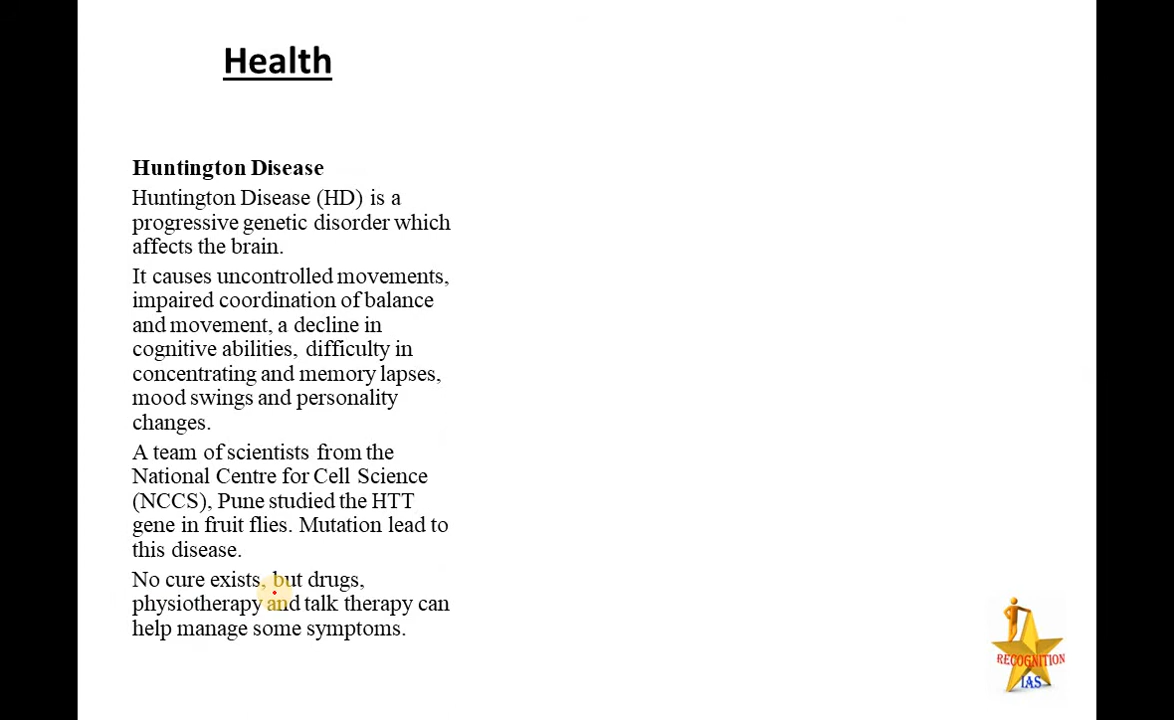 Health
Huntington Disease
Huntington Disease (HD) is a
progressive genetic disorder which
affects the brain.
It causes uncontrolled movements,
impaired coordination of balance
and movement, a decline in
cognitive abilities, difficulty in
concentrating and memory lapses,
mood swings and personality
changes.
A team of scientists from the
National Centre for Cell Science
(NCCS), Pune studied the HTT
gene in fruit flies. Mutation lead to
this disease.
No cure exists, but drugs,
physiotherapy and talk therapy can
help manage some symptoms.
RECOGNITION
IAS